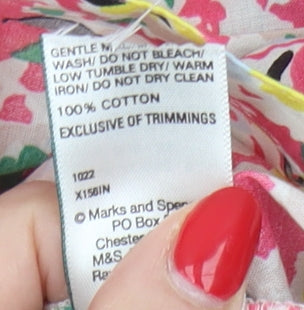 GENTLE
WASH/ DO NOT BLEACH/
LOW TUMBLE DRY/ WARM
IRON/ DO NOT DRY CLEAN
100% COTTON
EXCLUSIVE OF TRIMMINGS
1022
X156IN
© Marks and
PO Box
M&S